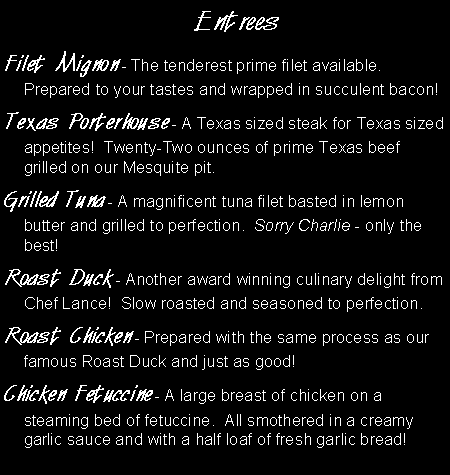 Entrees
Filet Mignon - The tenderest prime filet available.
Prepared to your tastes and wrapped in succulent bacon!
Texas Porterhouse - A Texas sized steak for Texas sized
appetites! Twenty-Two ounces of prime Texas beef
grilled on our Mesquite pit.
Grilled Tuna - A magnificent tuna filet basted in lemon
butter and grilled to perfection. Sorry Charlie - only the
best!
Roast Duck - Another award winning culinary delight from
Chef Lance! Slow roasted and seasoned to perfection.
Roast Chicken - Prepared with the same process as our
famous Roast Duck and just as good!
Chicken Fetuccine - A large breast of chicken on a
steaming bed of fetuccine. All smothered in a creamy
garlic sauce and with a half loaf of fresh garlic bread!